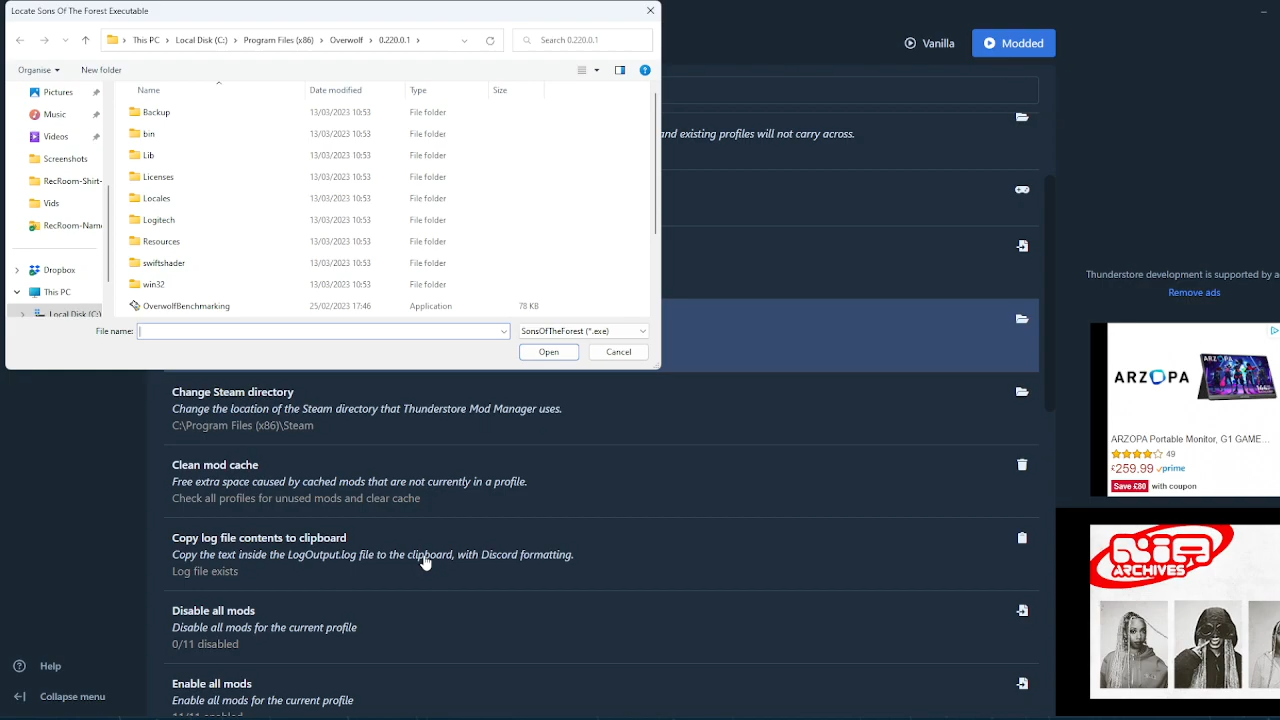 Locate Sons Of The Forest Executable
This PC
Local Disk (C:)
Program Files (x86)
Overwolf
0.220.0.1
Search 0.220.0.1
Organise
New folder
Name
Date modified
Type
Size
Pictures
Music
Videos
Screenshots
RecRoom-Shirt-
Vids
RecRoom-Name
Dropbox
This PC
Local Disk (C:)
Backup 13/03/2023 10:53 File folder
bin 13/03/2023 10:53 File folder
Lib 13/03/2023 10:53 File folder
Licenses 13/03/2023 10:53 File folder
Locales 13/03/2023 10:53 File folder
Logitech 13/03/2023 10:53 File folder
Resources 13/03/2023 10:53 File folder
swiftshader 13/03/2023 10:53 File folder
win32 13/03/2023 10:53 File folder
OverwolfBenchmarking 25/02/2023 17:46 Application 78 KB
File name:
SonsOfTheForest (*.exe)
Open
Cancel
Vanilla
Modded
and existing profiles will not carry across.
Change Steam directory
Change the location of the Steam directory that Thunderstore Mod Manager uses.
C:\Program Files (x86)\Steam
Clean mod cache
Free extra space caused by cached mods that are not currently in a profile.
Check all profiles for unused mods and clear cache
Copy log file contents to clipboard
Copy the text inside the LogOutput.log file to the clipboard, with Discord formatting.
Log file exists
Disable all mods
Disable all mods for the current profile
0/11 disabled
Enable all mods
Enable all mods for the current profile
11/11 enabled
Help
Collapse menu
Thunderstore development is supported by a
Remove ads
ARZOPA
ARZOPA Portable Monitor, G1 GAME...
49
£259.99 prime
Save £80 with coupon
ARCHIVES